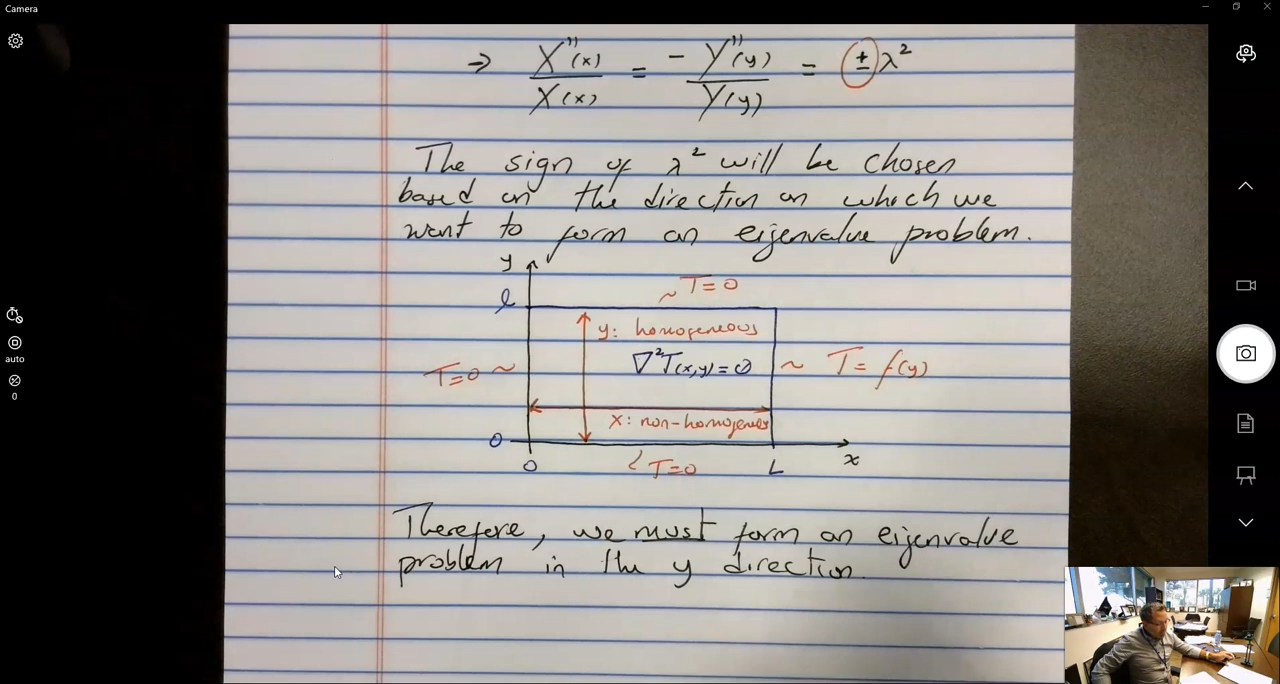 Camera
→ X''(x)/X(x) = -Y''(y)/Y(y) = ± λ²
The sign of λ² will be chosen
based on the direction on which we
want to form an eigenvalue problem.
y
l
~ T=0
y: homogeneous
∇²T(x,y)=0
T=0 ~
~ T=f(y)
x: non-homogeneous
0
0
T=0
L
x
Therefore, we must form an eigenvalue
problem in the y direction.
auto
0